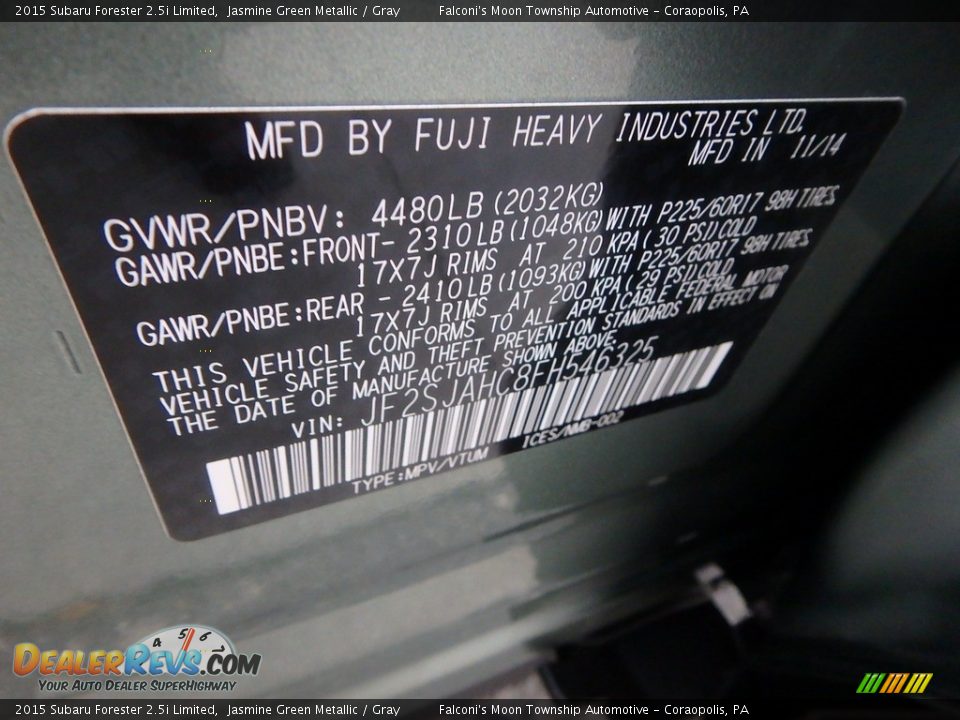 2015 Subaru Forester 2.5i Limited,  Jasmine Green Metallic / Gray    Falconi's Moon Township Automotive - Coraopolis, PA
MFD BY FUJI HEAVY INDUSTRIES LTD.
MFD IN 11/14
GVWR/PNBV: 4480LB (2032KG)
GAWR/PNBE:FRONT- 2310LB(1048KG)WITH P225/60R17 98H TIRES
17X7J RIMS AT 210 KPA( 30 PSI)COLD
GAWR/PNBE:REAR - 2410LB(1093KG)WITH P225/60R17 98H TIRES
17X7J RIMS AT 200 KPA( 29 PSI)COLD.
THIS VEHICLE CONFORMS TO ALL APPLICABLE FEDERAL MOTOR
VEHICLE SAFETY AND THEFT PREVENTION STANDARDS IN EFFECT ON
THE DATE OF MANUFACTURE SHOWN ABOVE.
VIN: JF2SJAHC8FH546325
TYPE:MPV/VTUM ICES/NMB-002
4 5 6
DEALERREVS.COM
YOUR AUTO DEALER SUPERHIGHWAY
2015 Subaru Forester 2.5i Limited,  Jasmine Green Metallic / Gray    Falconi's Moon Township Automotive - Coraopolis, PA